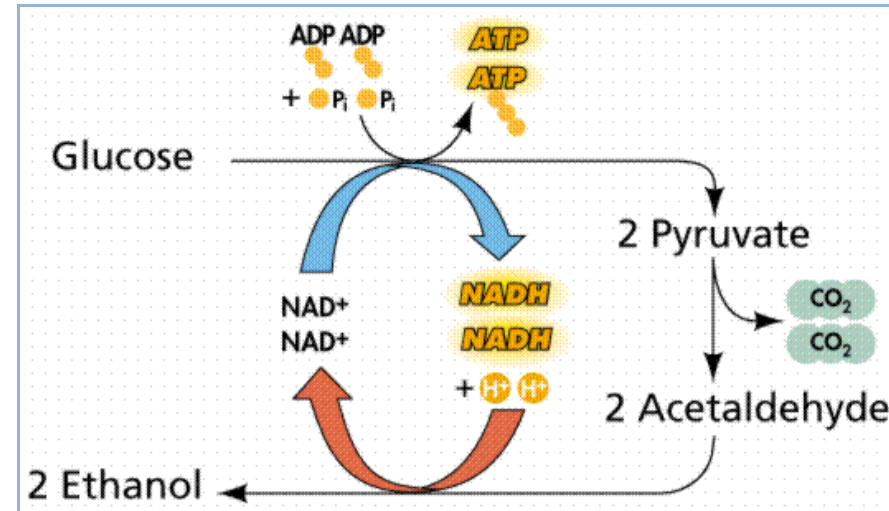 ADP ADP
ATP
ATP
+ Pi Pi
Glucose
2 Pyruvate
NAD+
NAD+
NADH
NADH
+ H+ H+
CO2
CO2
2 Acetaldehyde
2 Ethanol